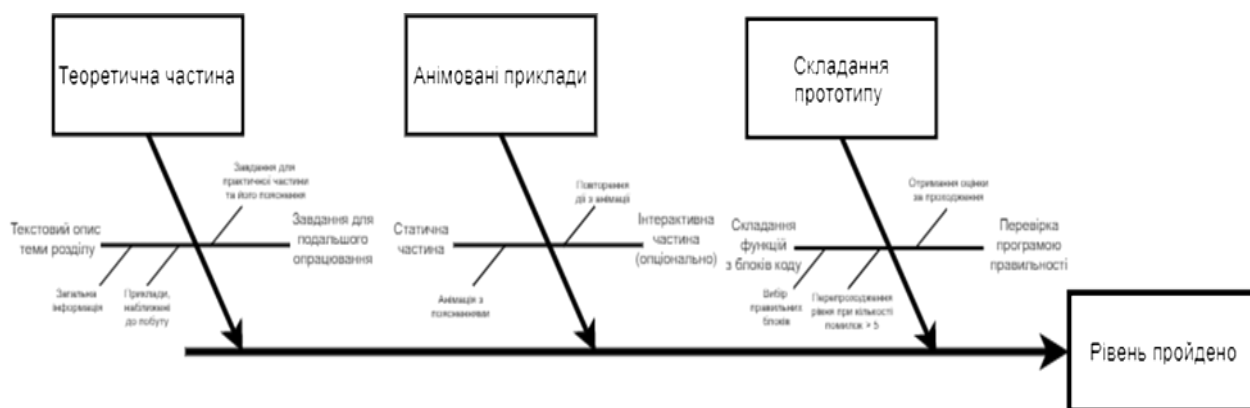 Теоретична частина
Анімовані приклади
Складання
прототипу
Завдання для
практичної частини
та його пояснення
Текстовий опис
теми розділу
Завдання для
подальшого
опрацювання
Загальна
інформація
Приклади,
наближені
до побуту
Повторення
дії з анімації
Статична
частина
Інтерактивна
частина
(опціонально)
Анімація з
поясненнями
Отримання оцінки
за проходження
Складання
функцій
з блоків коду
Перевірка
програмою
правильності
Вибір
правильних
блоків
Перепроходження
рівня при кількості
помилок > 5
Рівень пройдено